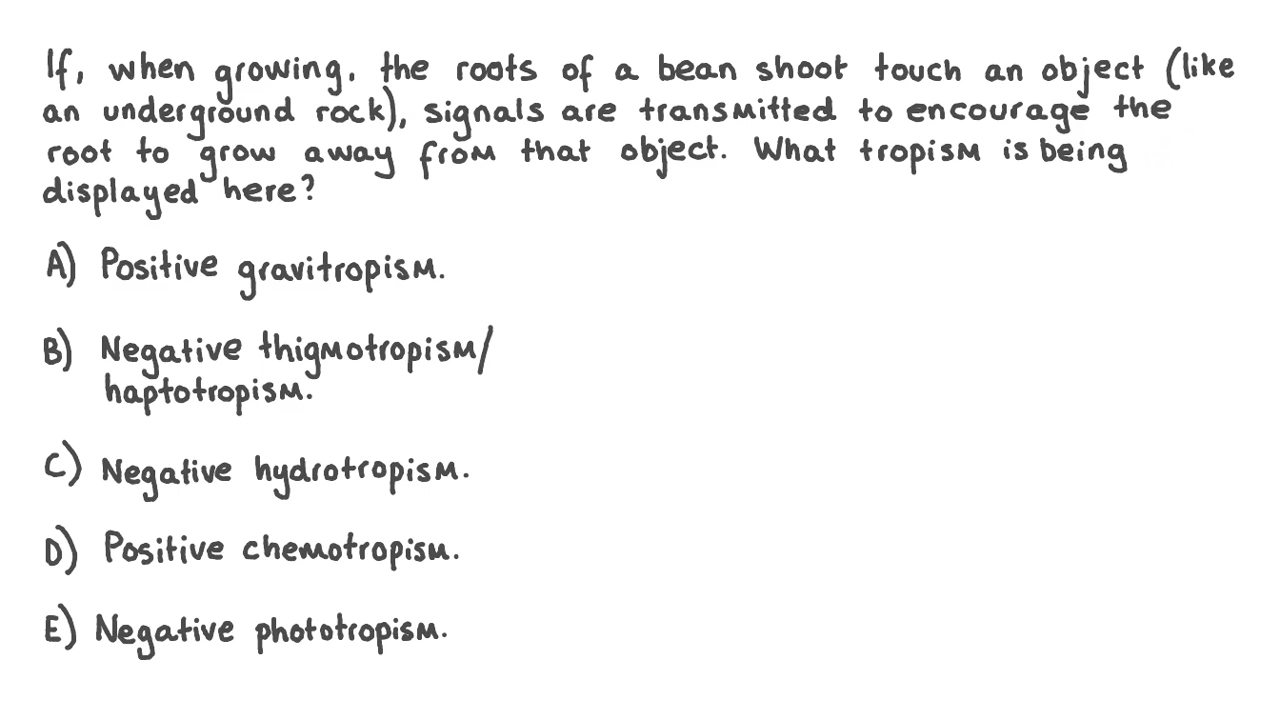 If, when growing, the roots of a bean shoot touch an object (like
an underground rock), signals are transmitted to encourage the
root to grow away from that object. What tropism is being
displayed here?
A) Positive gravitropism.
B) Negative thigmotropism/
haptotropism.
C) Negative hydrotropism.
D) Positive chemotropism.
E) Negative phototropism.